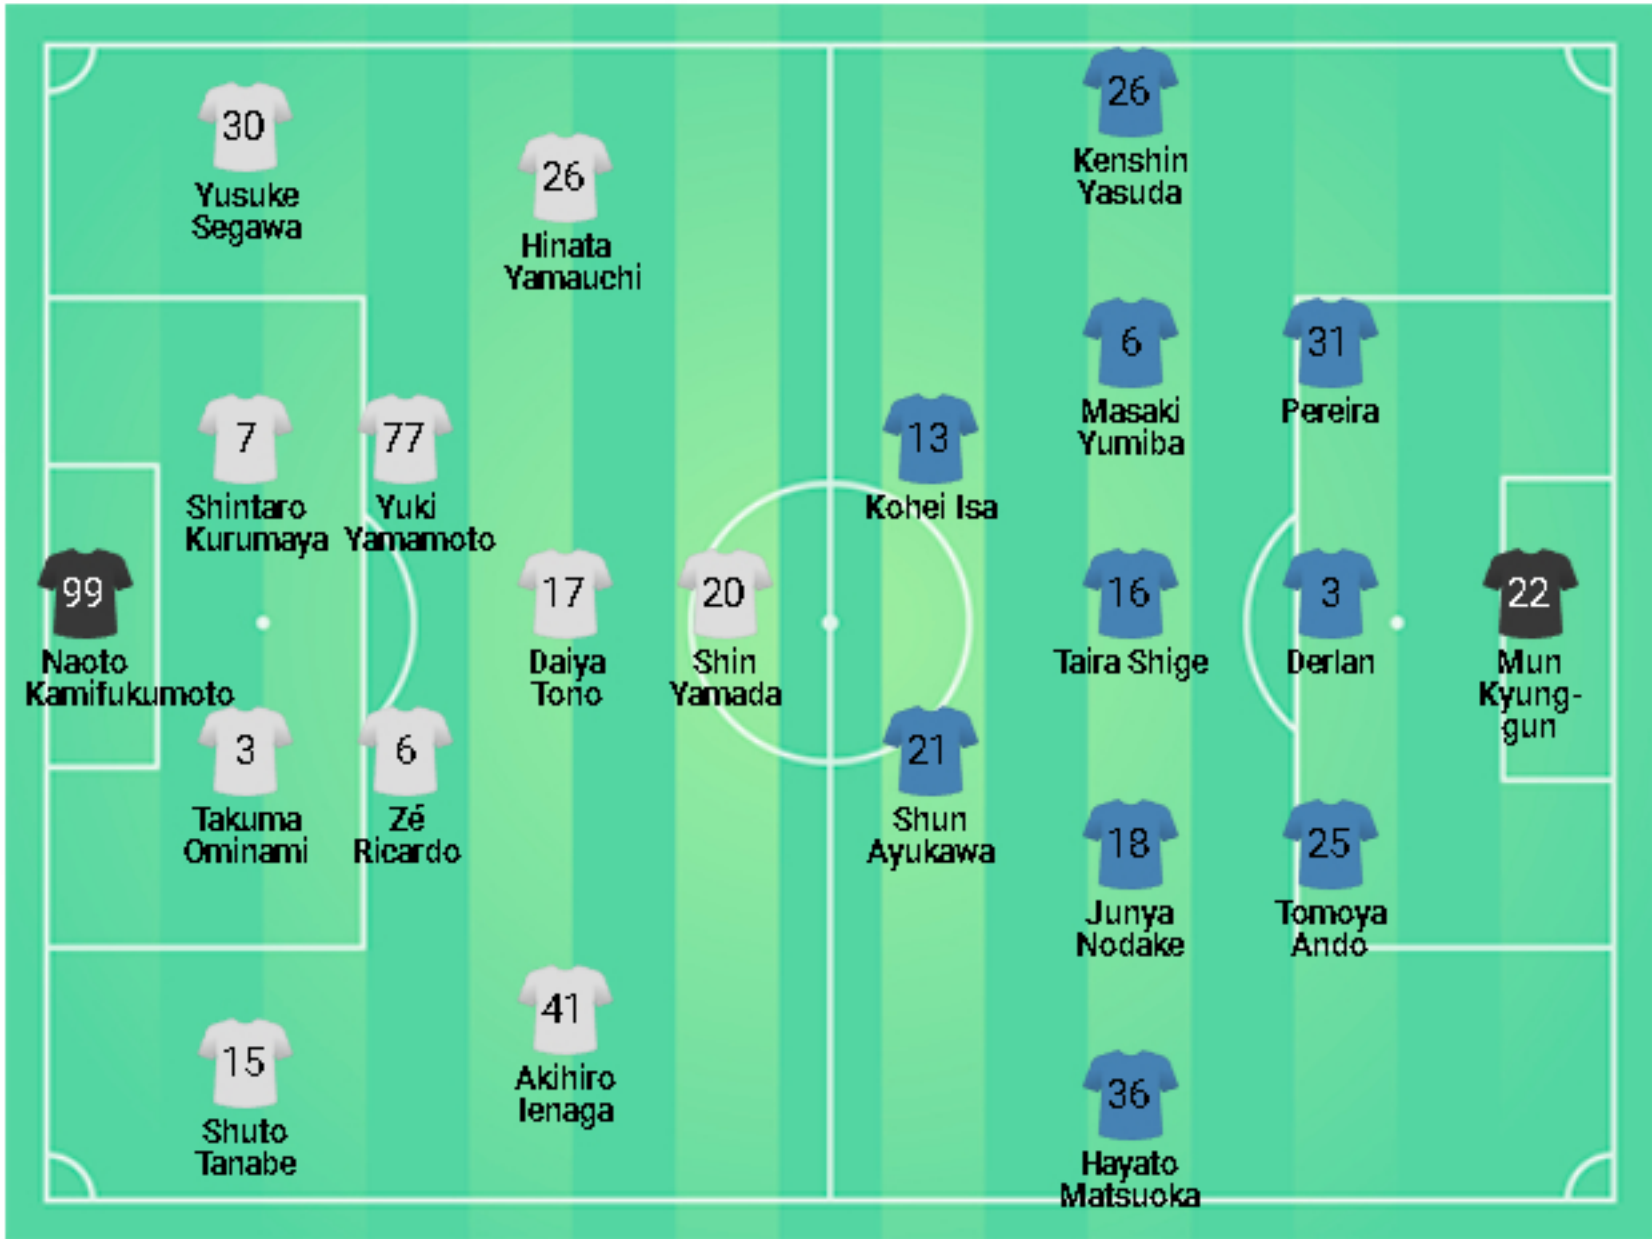 30
Yusuke
Segawa
26
Hinata
Yamauchi
7
Shintaro
Kurumaya
77
Yuki
Yamamoto
99
Naoto
Kamifukumoto
17
Daiya
Tono
20
Shin
Yamada
3
Takuma
Ominami
6
Zé
Ricardo
41
Akihiro
Ienaga
15
Shuto
Tanabe
26
Kenshin
Yasuda
6
Masaki
Yumiba
31
Pereira
13
Kohei Isa
16
Taira Shige
3
Derlan
22
Mun
Kyung-
gun
21
Shun
Ayukawa
18
Junya
Nodake
25
Tomoya
Ando
36
Hayato
Matsuoka